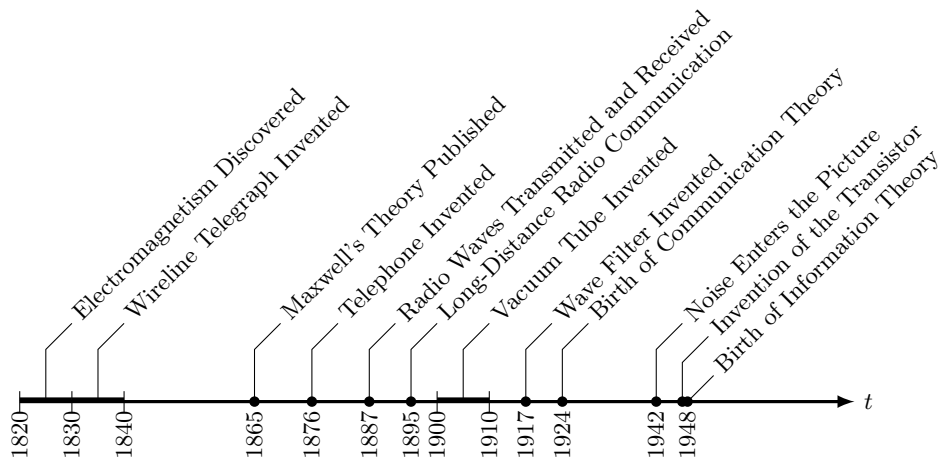 Electromagnetism Discovered
Wireline Telegraph Invented
Maxwell's Theory Published
Telephone Invented
Radio Waves Transmitted and Received
Long-Distance Radio Communication
Vacuum Tube Invented
Wave Filter Invented
Birth of Communication Theory
Noise Enters the Picture
Invention of the Transistor
Birth of Information Theory
t
1820
1830
1840
1865
1876
1887
1895
1900
1910
1917
1924
1942
1948